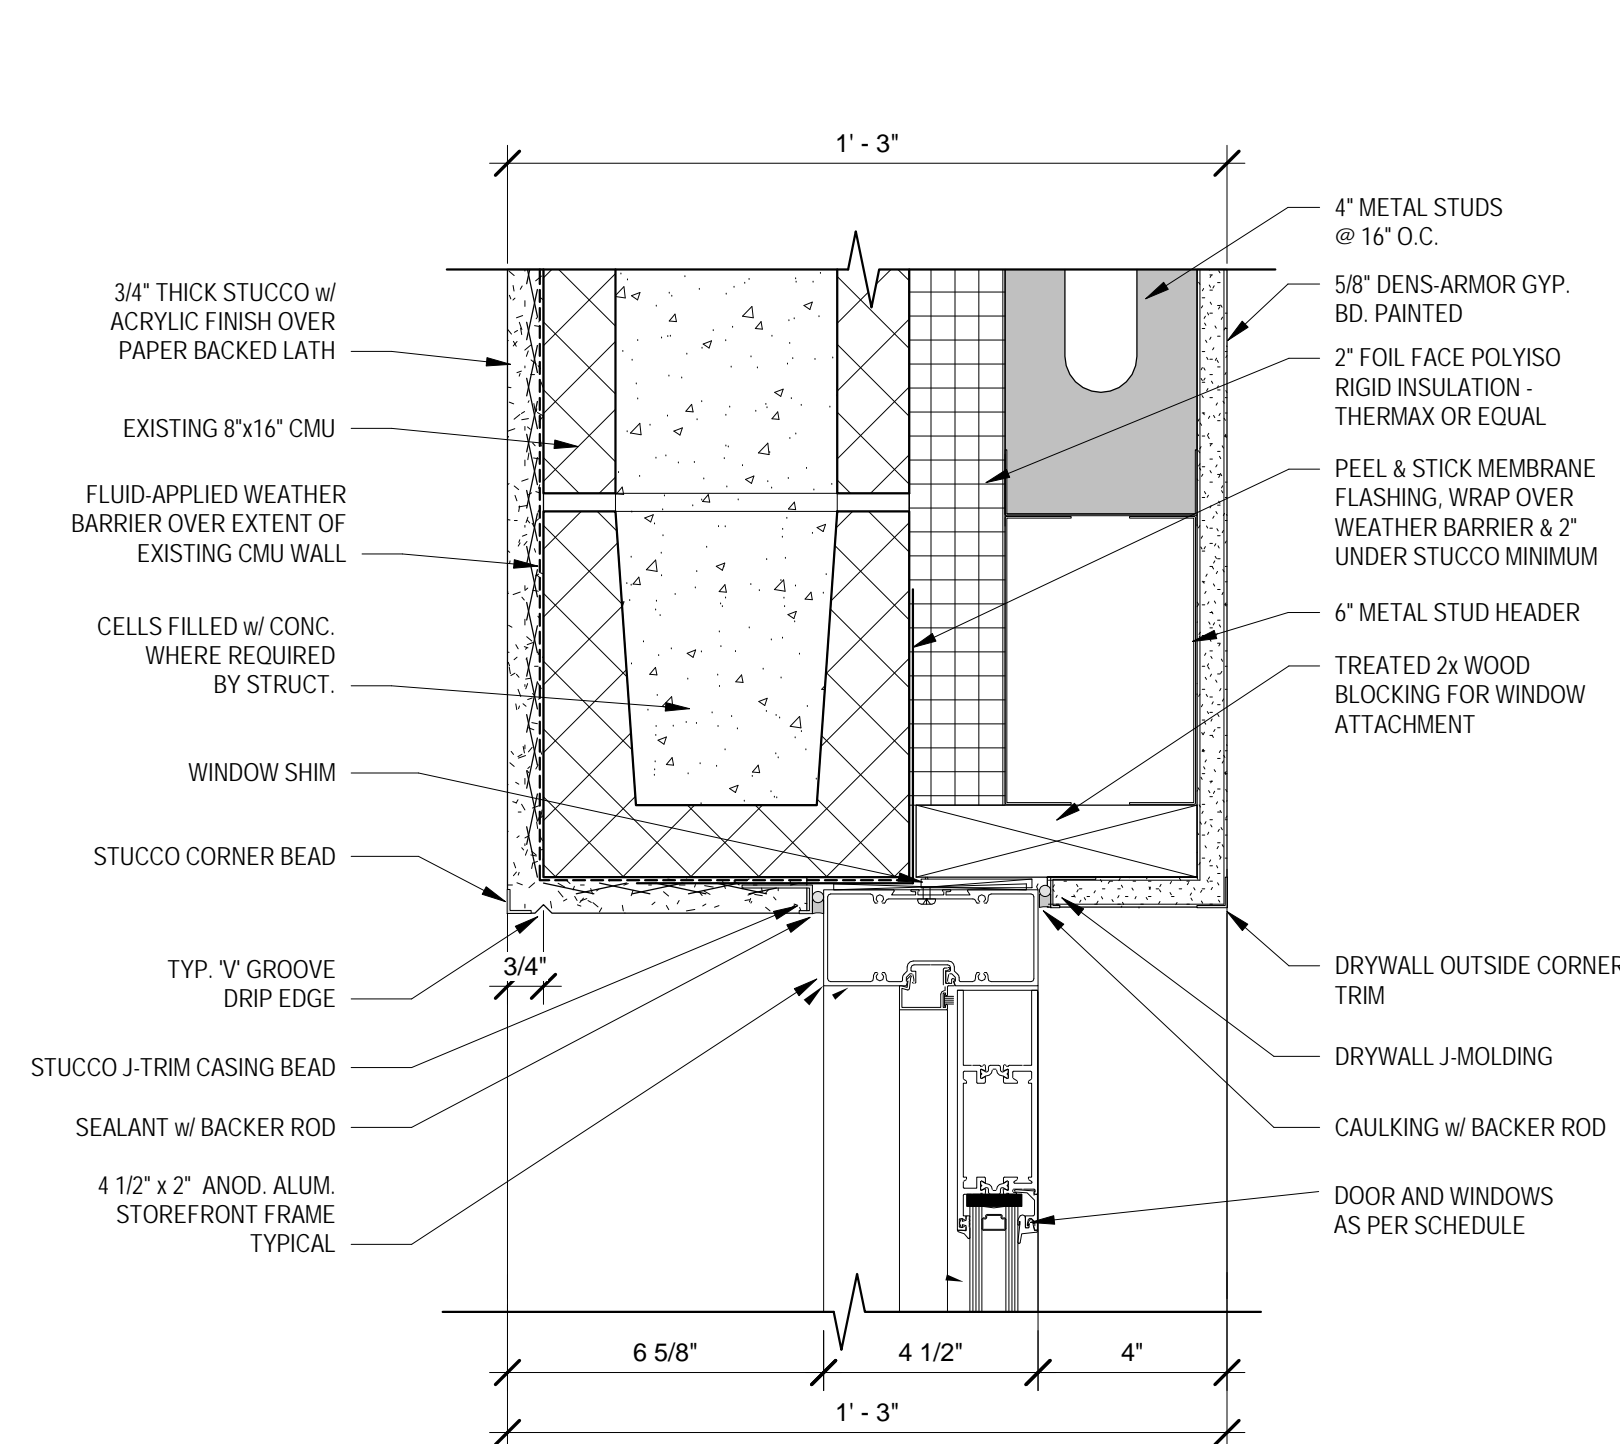 1' - 3"
3/4" THICK STUCCO w/
ACRYLIC FINISH OVER
PAPER BACKED LATH
EXISTING 8"x16" CMU
FLUID-APPLIED WEATHER
BARRIER OVER EXTENT OF
EXISTING CMU WALL
CELLS FILLED w/ CONC.
WHERE REQUIRED
BY STRUCT.
WINDOW SHIM
STUCCO CORNER BEAD
TYP. 'V' GROOVE
DRIP EDGE
3/4"
STUCCO J-TRIM CASING BEAD
SEALANT w/ BACKER ROD
4 1/2" x 2" ANOD. ALUM.
STOREFRONT FRAME
TYPICAL
4" METAL STUDS
@ 16" O.C.
5/8" DENS-ARMOR GYP.
BD. PAINTED
2" FOIL FACE POLYISO
RIGID INSULATION -
THERMAX OR EQUAL
PEEL & STICK MEMBRANE
FLASHING, WRAP OVER
WEATHER BARRIER & 2"
UNDER STUCCO MINIMUM
6" METAL STUD HEADER
TREATED 2x WOOD
BLOCKING FOR WINDOW
ATTACHMENT
DRYWALL OUTSIDE CORNER
TRIM
DRYWALL J-MOLDING
CAULKING w/ BACKER ROD
DOOR AND WINDOWS
AS PER SCHEDULE
6 5/8"
4 1/2"
4"
1' - 3"